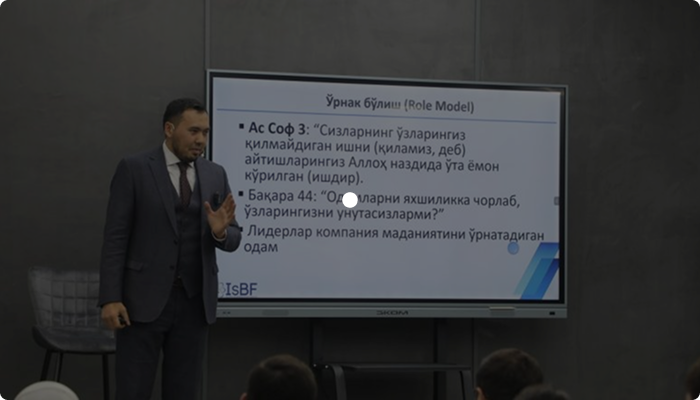 Ўрнак бўлиш (Role Model)
▪ Ас Соф 3: “Сизларнинг ўзларингиз
қилмайдиган ишни (қиламиз, деб)
айтишларингиз Аллоҳ наздида ўта ёмон
кўрилган (ишдир).
▪ Бақара 44: “Одамларни яхшиликка чорлаб,
ўзларингизни унутасизларми?”
▪ Лидерлар компания маданиятини ўрнатадиган
одам
IsBF